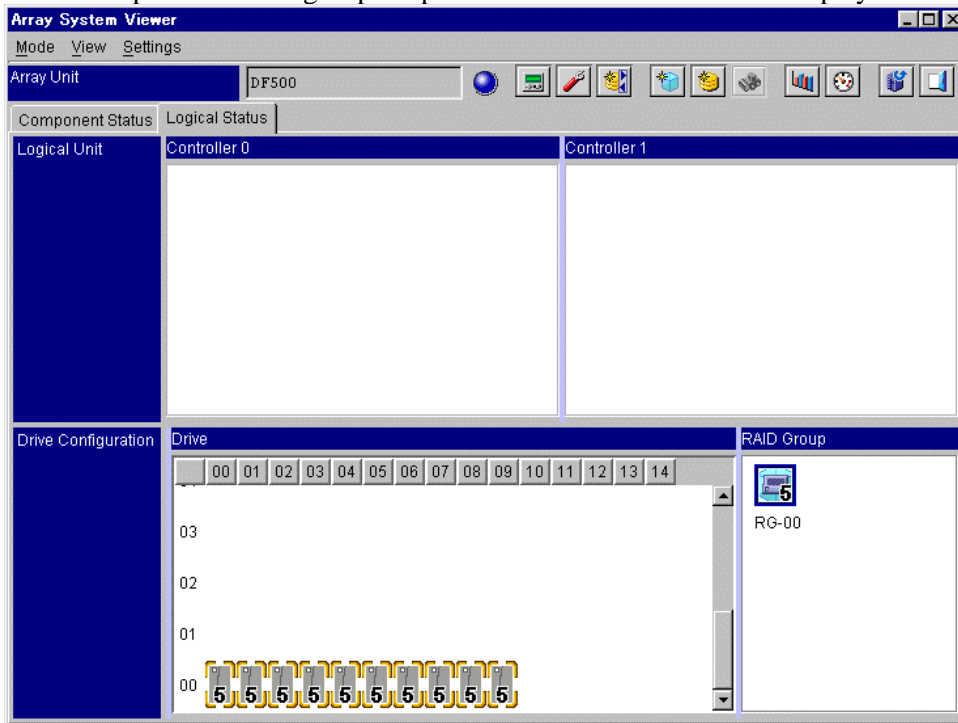 Array System Viewer
Mode View Settings
Array Unit DF500
Component Status Logical Status
Logical Unit Controller 0 Controller 1
Drive Configuration Drive RAID Group
00 01 02 03 04 05 06 07 08 09 10 11 12 13 14
5
RG-00
03
02
01
00 5 5 5 5 5 5 5 5 5 5